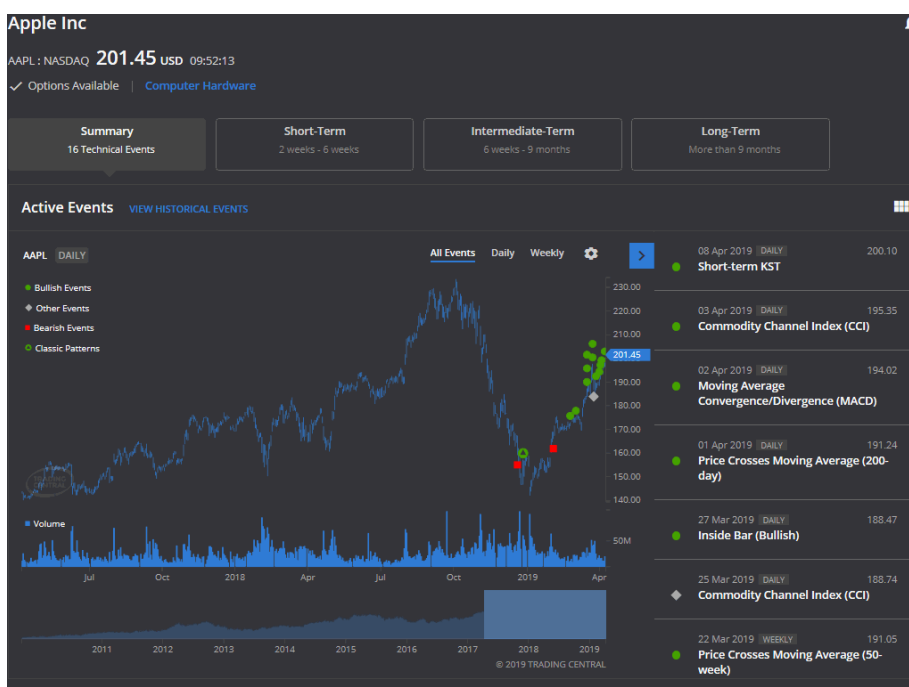 Apple Inc
AAPL : NASDAQ 201.45 USD 09:52:13
Options Available | Computer Hardware
Summary
16 Technical Events
Short-Term
2 weeks - 6 weeks
Intermediate-Term
6 weeks - 9 months
Long-Term
More than 9 months
Active Events VIEW HISTORICAL EVENTS
AAPL DAILY
All Events Daily Weekly
Bullish Events
Other Events
Bearish Events
Classic Patterns
230.00
220.00
210.00
201.45
190.00
180.00
170.00
160.00
150.00
140.00
TRADING
CENTRAL
Volume
50M
Jul Oct 2018 Apr Jul Oct 2019 Apr
2011 2012 2013 2014 2015 2016 2017 2018 2019
© 2019 TRADING CENTRAL
08 Apr 2019 DAILY 200.10
Short-term KST
03 Apr 2019 DAILY 195.35
Commodity Channel Index (CCI)
02 Apr 2019 DAILY 194.02
Moving Average
Convergence/Divergence (MACD)
01 Apr 2019 DAILY 191.24
Price Crosses Moving Average (200-
day)
27 Mar 2019 DAILY 188.47
Inside Bar (Bullish)
25 Mar 2019 DAILY 188.74
Commodity Channel Index (CCI)
22 Mar 2019 WEEKLY 191.05
Price Crosses Moving Average (50-
week)